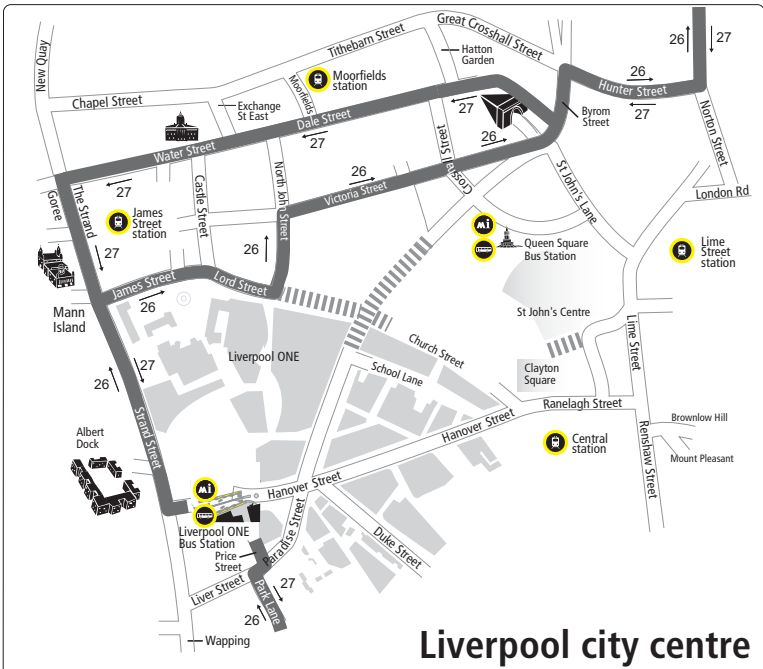 Great Crosshall Street
Tithebarn Street
Hatton
Garden
New Quay
26
27
Moorfields
station
Moorfields
26
Hunter Street
27
Chapel Street
Exchange
St East
Byrom
Street
27
Dale Street
27
26
Norton Street
Water Street
27
Crosshall Street
St John's Lane
Goree
The Strand
James
Street
station
Castle Street
North John Street
26
Victoria Street
London Rd
27
Mi
Queen Square
Bus Station
Lime
Street
station
26
James Street
26
Lord Street
Mann
Island
St John's Centre
Lime Street
Liverpool ONE
Church Street
School Lane
Clayton
Square
27
26
Strand Street
Ranelagh Street
Hanover Street
Brownlow Hill
Mount Pleasant
Renshaw Street
Albert
Dock
Central
station
Mi
Hanover Street
Liverpool ONE
Bus Station
Price
Street
Paradise Street
Duke Street
Liver Street
Park Lane
27
26
Wapping
Liverpool city centre